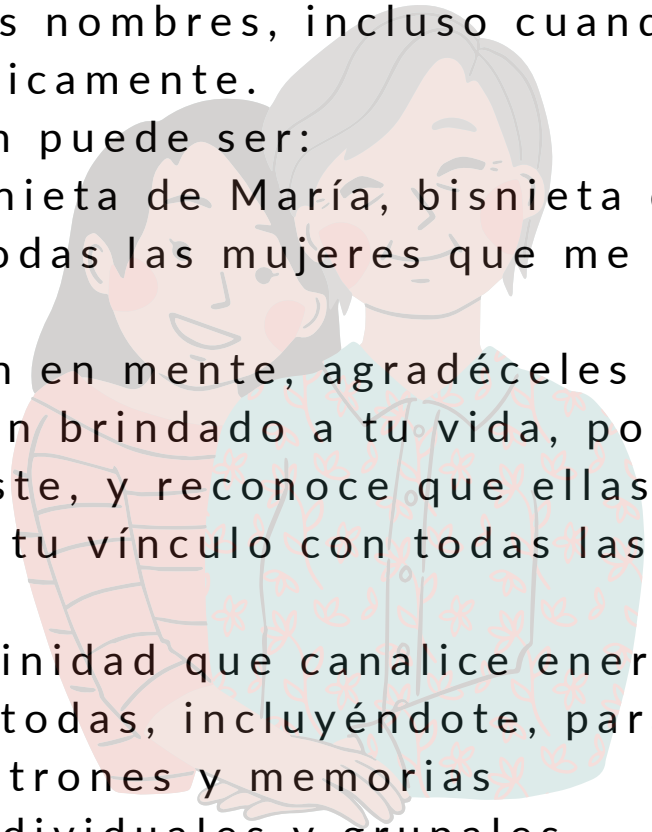 s nombres, incluso cuand
icamente.
n puede ser:
nieta de María, bisnieta
odas las mujeres que me
n en mente, agradéceles
n brindado a tu vida, po
ste, y reconoce que ellas
tu vínculo con todas las
inidad que canalice ener
todas, incluyéndote, par
trones y memorias
dividuales y grupales